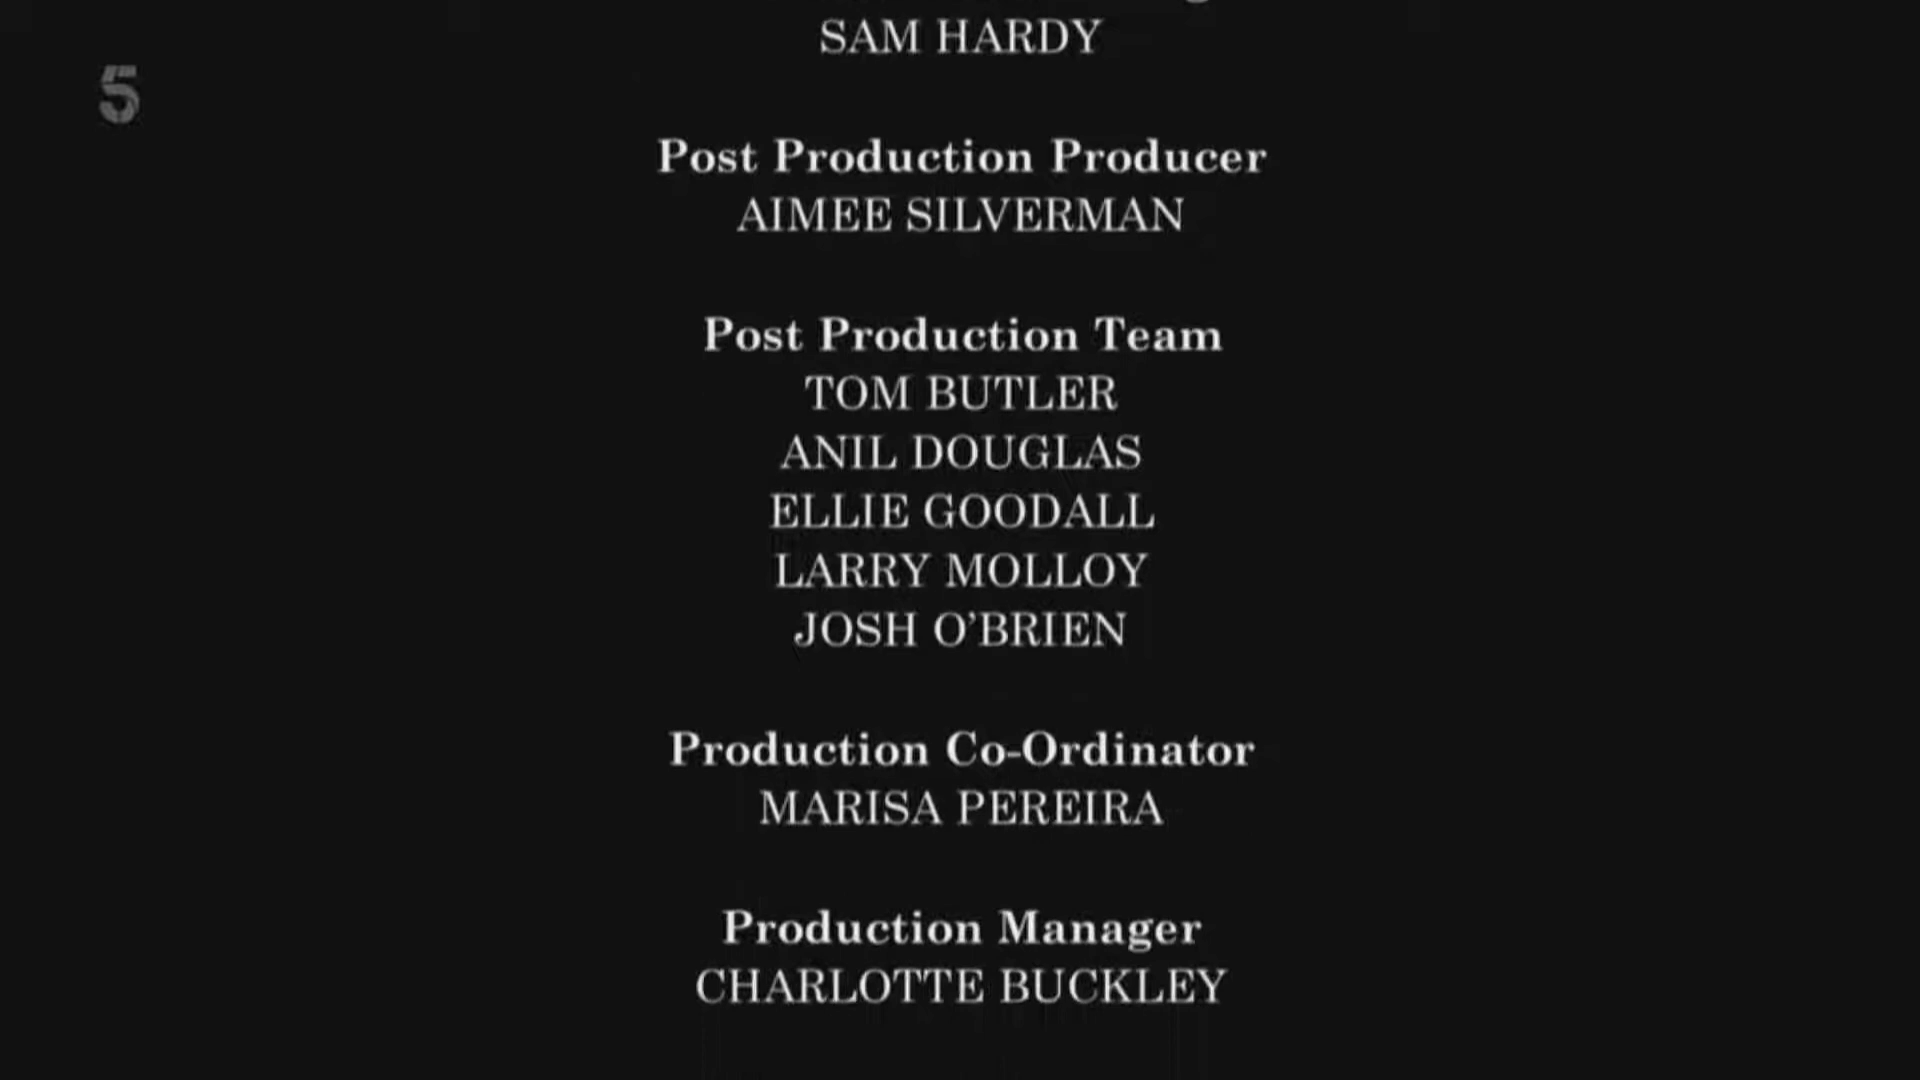 SAM HARDY
5
Post Production Producer
AIMEE SILVERMAN
Post Production Team
TOM BUTLER
ANIL DOUGLAS
ELLIE GOODALL
LARRY MOLLOY
JOSH O’BRIEN
Production Co-Ordinator
MARISA PEREIRA
Production Manager
CHARLOTTE BUCKLEY